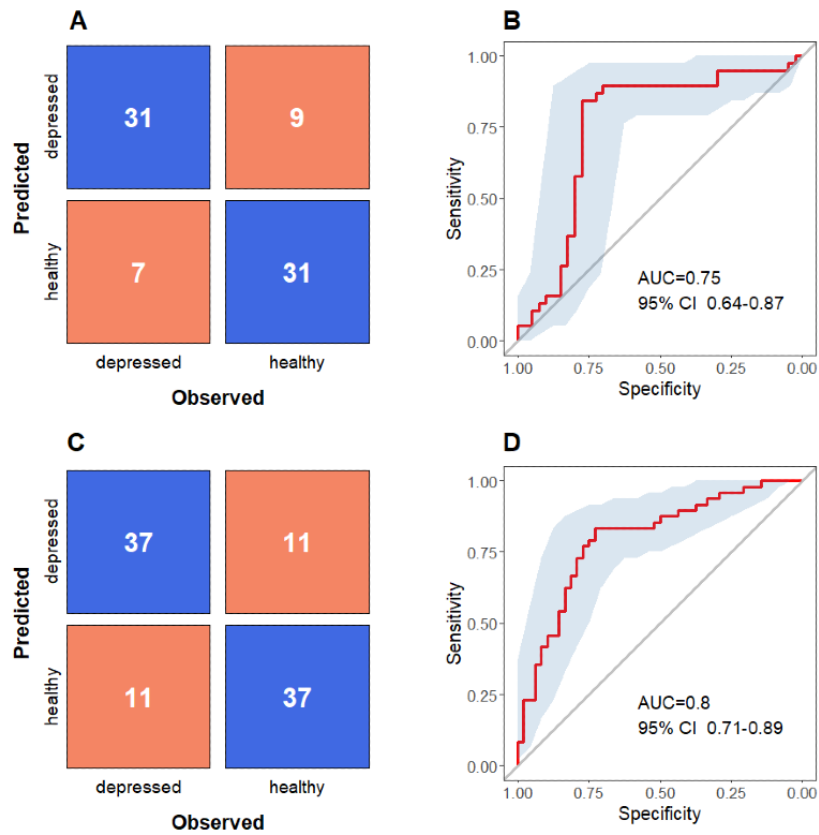 A
depressed
31
9
Predicted
healthy
7
31
depressed
healthy
Observed
B
1.00
0.75
0.50
0.25
0.00
Sensitivity
AUC=0.75
95% CI 0.64-0.87
1.00
0.75
0.50
0.25
0.00
Specificity
C
depressed
37
11
Predicted
healthy
11
37
depressed
healthy
Observed
D
1.00
0.75
0.50
0.25
0.00
Sensitivity
AUC=0.8
95% CI 0.71-0.89
1.00
0.75
0.50
0.25
0.00
Specificity